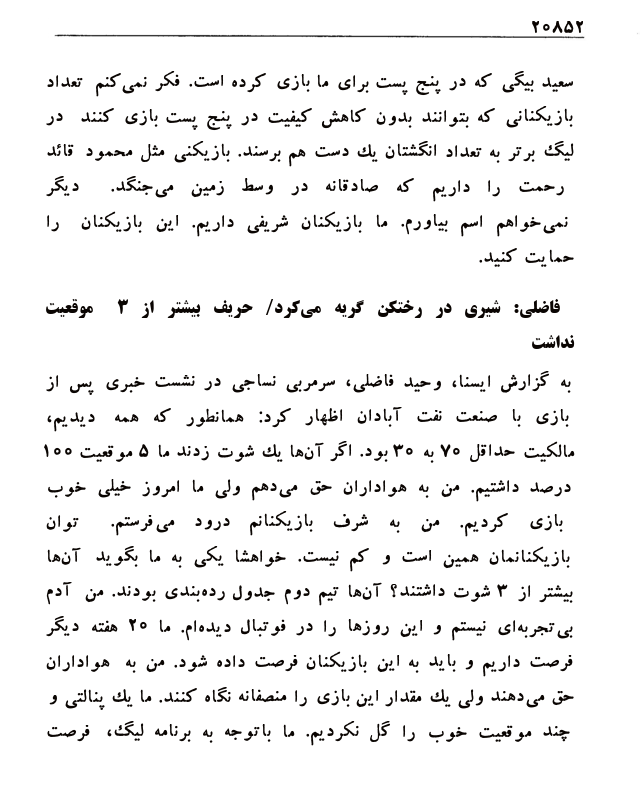 ۲۰۸۵۲
سعید بیگی که در پنج پست برای ما بازی کرده است. فکر نمی‌کنم تعداد
بازیکنانی که بتوانند بدون کاهش کیفیت در پنج پست بازی کنند در
لیگ برتر به تعداد انگشتان یك دست هم برسند. بازیکنی مثل محمود قائد
رحمت را داریم که صادقانه در وسط زمین می‌جنگد. دیگر
نمی‌خواهم اسم بیاورم. ما بازیکنان شریفی داریم. این بازیکنان را
حمایت کنید.
فاضلی: شیری در رختکن گریه می‌کرد/ حریف بیشتر از ۳ موقعیت
نداشت
به گزارش ایسنا، وحید فاضلی، سرمربی نساجی در نشست خبری پس از
بازی با صنعت نفت آبادان اظهار کرد: همانطور که همه دیدیم،
مالکیت حداقل ۷۰ به ۳۰ بود. اگر آن‌ها یك شوت زدند ما ۵ موقعیت ۱۰۰
درصد داشتیم. من به هواداران حق می‌دهم ولی ما امروز خیلی خوب
بازی کردیم. من به شرف بازیکنانم درود می‌فرستم. توان
بازیکنانمان همین است و کم نیست. خواهشا یکی به ما بگوید آن‌ها
بیشتر از ۳ شوت داشتند؟ آن‌ها تیم دوم جدول رده‌بندی بودند. من آدم
بی‌تجربه‌ای نیستم و این روزها را در فوتبال دیده‌ام. ما ۲۰ هفته دیگر
فرصت داریم و باید به این بازیکنان فرصت داده شود. من به هواداران
حق می‌دهند ولی یك مقدار این بازی را منصفانه نگاه کنند. ما یك پنالتی و
چند موقعیت خوب را گل نکردیم. ما باتوجه به برنامه لیگ، فرصت